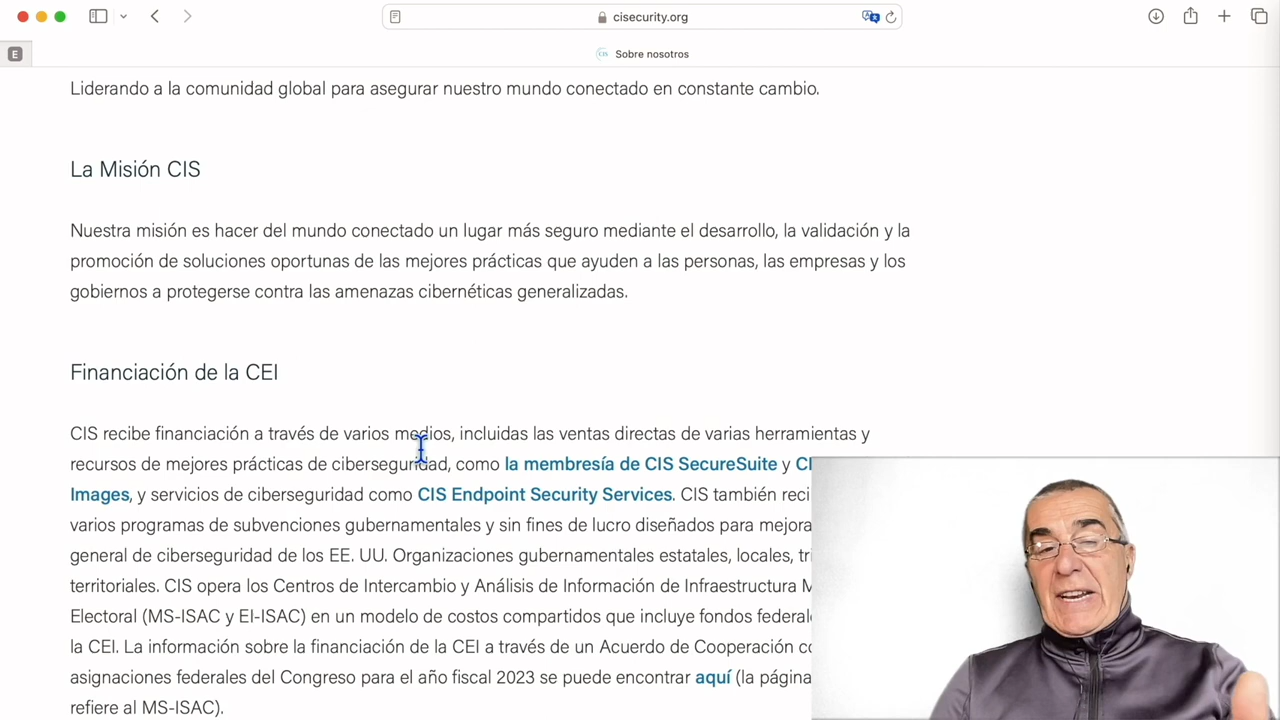 cisecurity.org
E
CIS Sobre nosotros
Liderando a la comunidad global para asegurar nuestro mundo conectado en constante cambio.
La Misión CIS
Nuestra misión es hacer del mundo conectado un lugar más seguro mediante el desarrollo, la validación y la
promoción de soluciones oportunas de las mejores prácticas que ayuden a las personas, las empresas y los
gobiernos a protegerse contra las amenazas cibernéticas generalizadas.
Financiación de la CEI
CIS recibe financiación a través de varios medios, incluidas las ventas directas de varias herramientas y
recursos de mejores prácticas de ciberseguridad, como la membresía de CIS SecureSuite y
Images, y servicios de ciberseguridad como CIS Endpoint Security Services. CIS también
varios programas de subvenciones gubernamentales y sin fines de lucro diseñados para
general de ciberseguridad de los EE. UU. Organizaciones gubernamentales estatales, locales,
territoriales. CIS opera los Centros de Intercambio y Análisis de Información de Infraestructura
Electoral (MS-ISAC y EI-ISAC) en un modelo de costos compartidos que incluye fondos
la CEI. La información sobre la financiación de la CEI a través de un Acuerdo de Cooperación
asignaciones federales del Congreso para el año fiscal 2023 se puede encontrar aquí (la página
refiere al MS-ISAC).